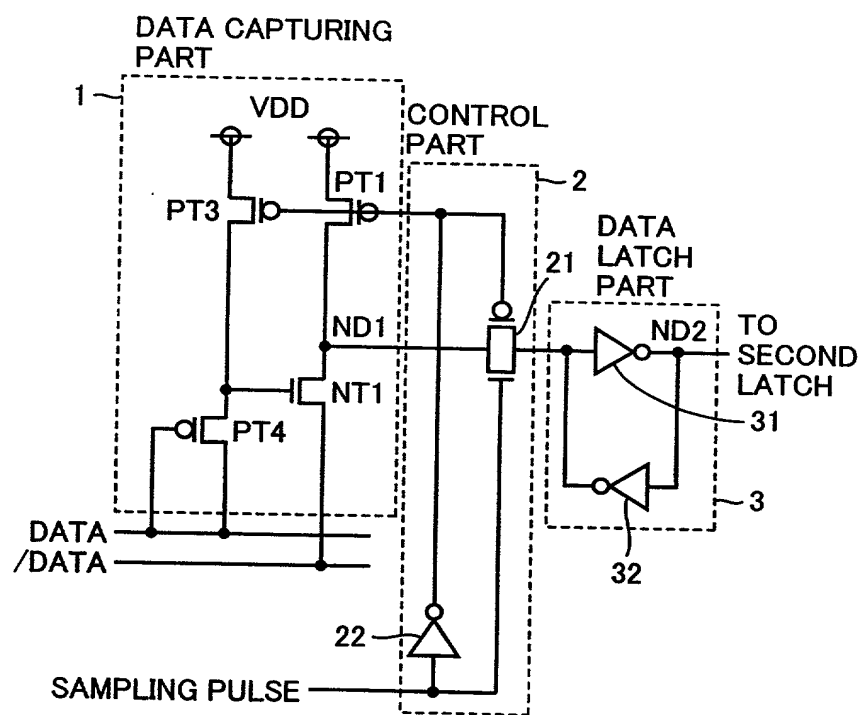 DATA CAPTURING
PART
1
VDD
CONTROL
PART
2
PT3
PT1
DATA
LATCH
PART
21
ND1
ND2
TO
SECOND
LATCH
NT1
PT4
31
3
32
DATA
/DATA
22
SAMPLING PULSE